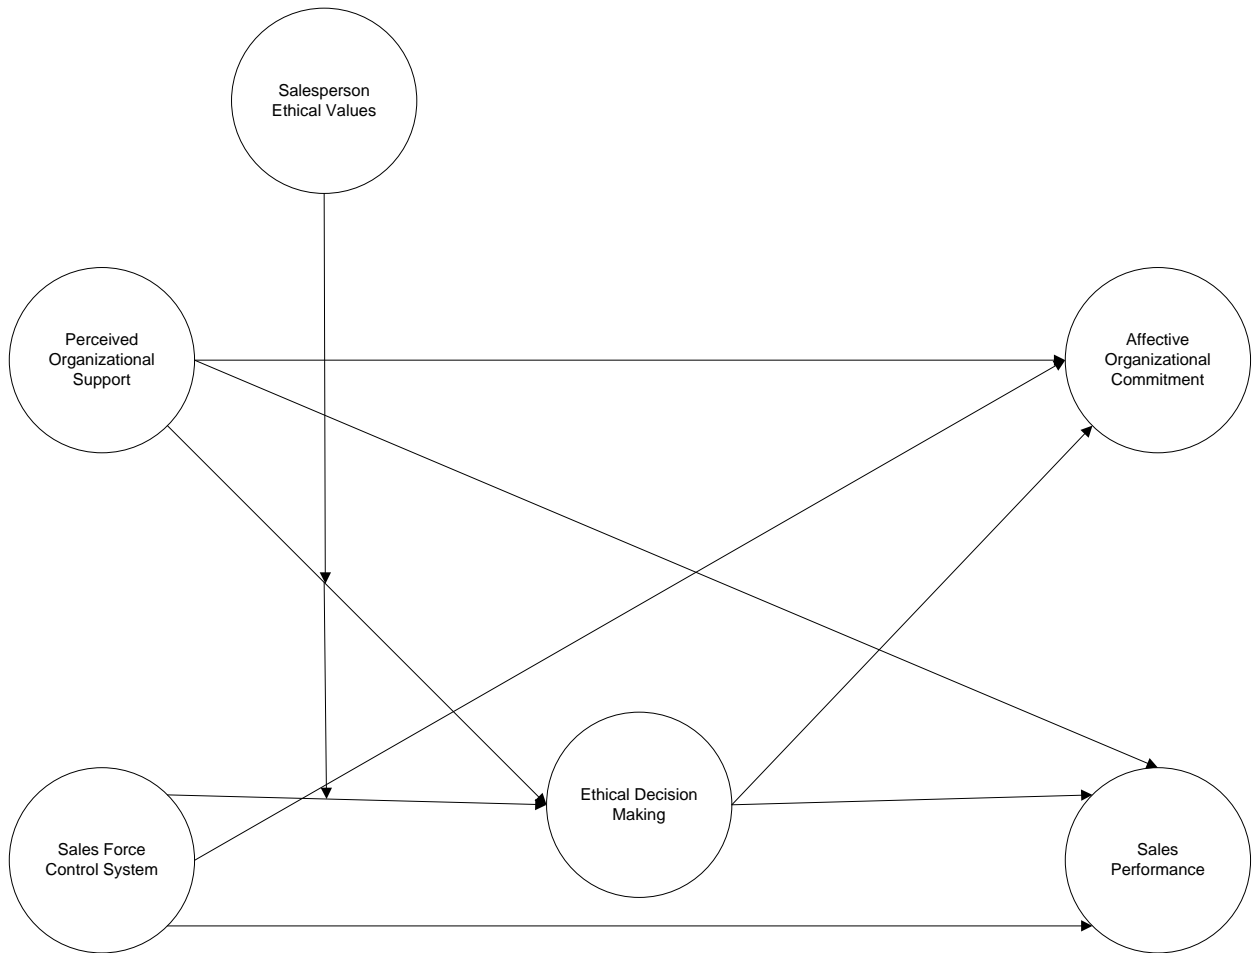 Salesperson
Ethical Values
Perceived
Organizational
Support
Affective
Organizational
Commitment
Ethical Decision
Making
Sales Force
Control System
Sales
Performance